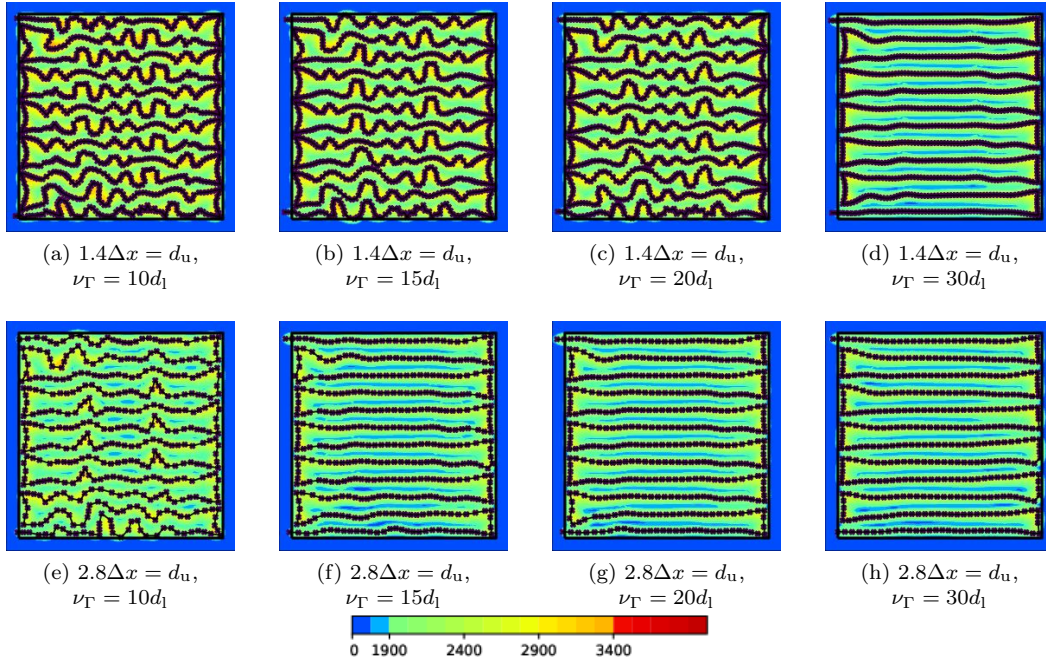 (a) 1.4Δx = d_u,
ν_Γ = 10d_l
(b) 1.4Δx = d_u,
ν_Γ = 15d_l
(c) 1.4Δx = d_u,
ν_Γ = 20d_l
(d) 1.4Δx = d_u,
ν_Γ = 30d_l
(e) 2.8Δx = d_u,
ν_Γ = 10d_l
(f) 2.8Δx = d_u,
ν_Γ = 15d_l
(g) 2.8Δx = d_u,
ν_Γ = 20d_l
(h) 2.8Δx = d_u,
ν_Γ = 30d_l
0 1900 2400 2900 3400